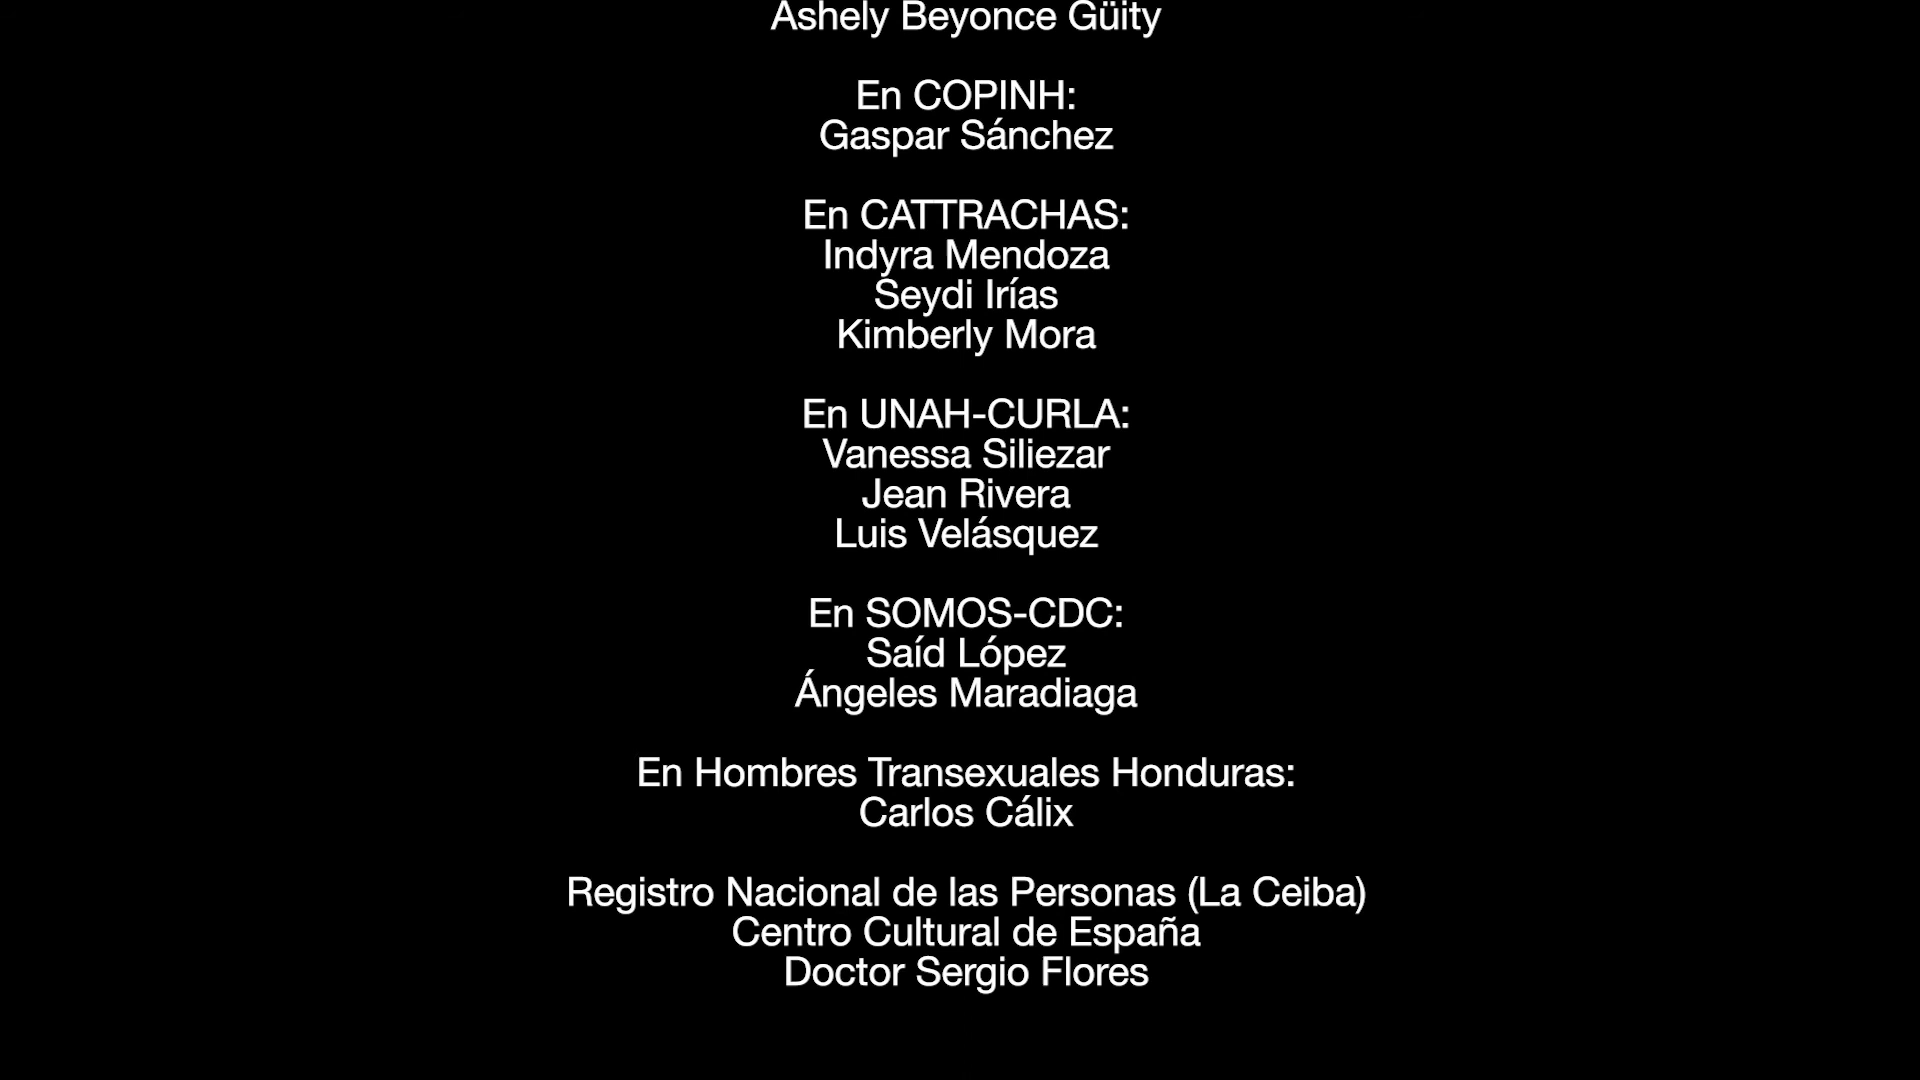 Ashely Beyonce Güity
En COPINH:
Gaspar Sánchez
En CATTRACHAS:
Indyra Mendoza
Seydi Irías
Kimberly Mora
En UNAH-CURLA:
Vanessa Siliezar
Jean Rivera
Luis Velásquez
En SOMOS-CDC:
Saíd López
Ángeles Maradiaga
En Hombres Transexuales Honduras:
Carlos Cálix
Registro Nacional de las Personas (La Ceiba)
Centro Cultural de España
Doctor Sergio Flores